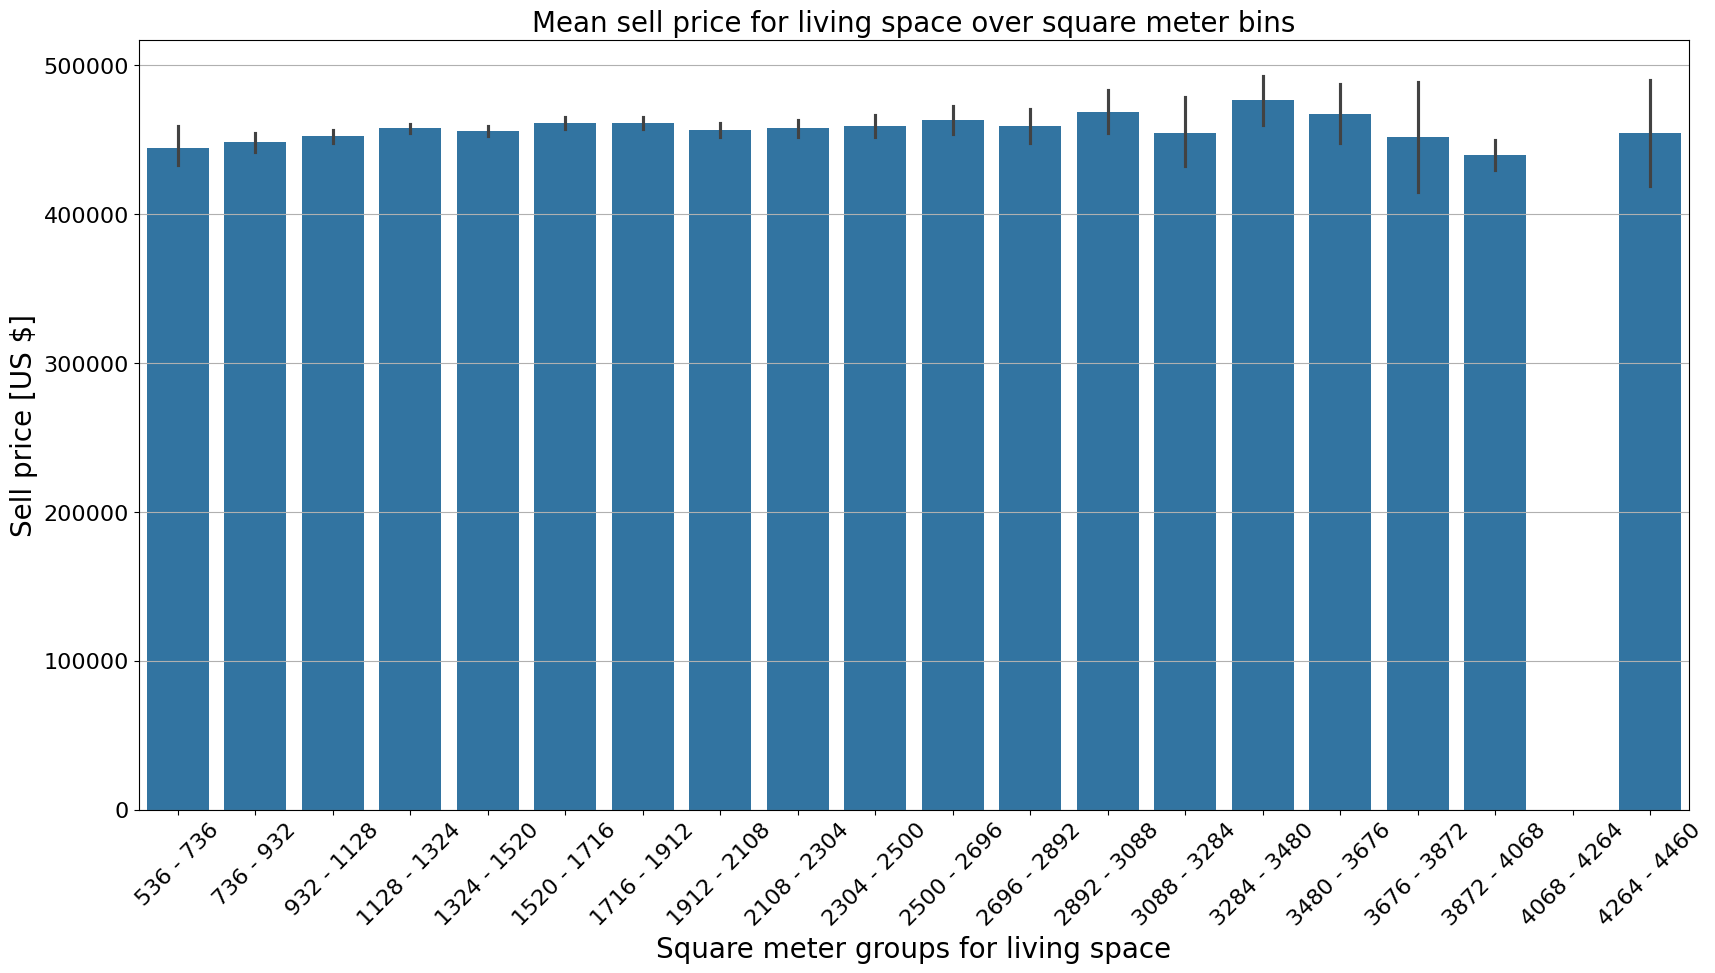 Mean sell price for living space over square meter bins
Sell price [US $]
500000
400000
300000
200000
100000
0
536 - 736
736 - 932
932 - 1128
1128 - 1324
1324 - 1520
1520 - 1716
1716 - 1912
1912 - 2108
2108 - 2304
2304 - 2500
2500 - 2696
2696 - 2892
2892 - 3088
3088 - 3284
3284 - 3480
3480 - 3676
3676 - 3872
3872 - 4068
4068 - 4264
4264 - 4460
Square meter groups for living space